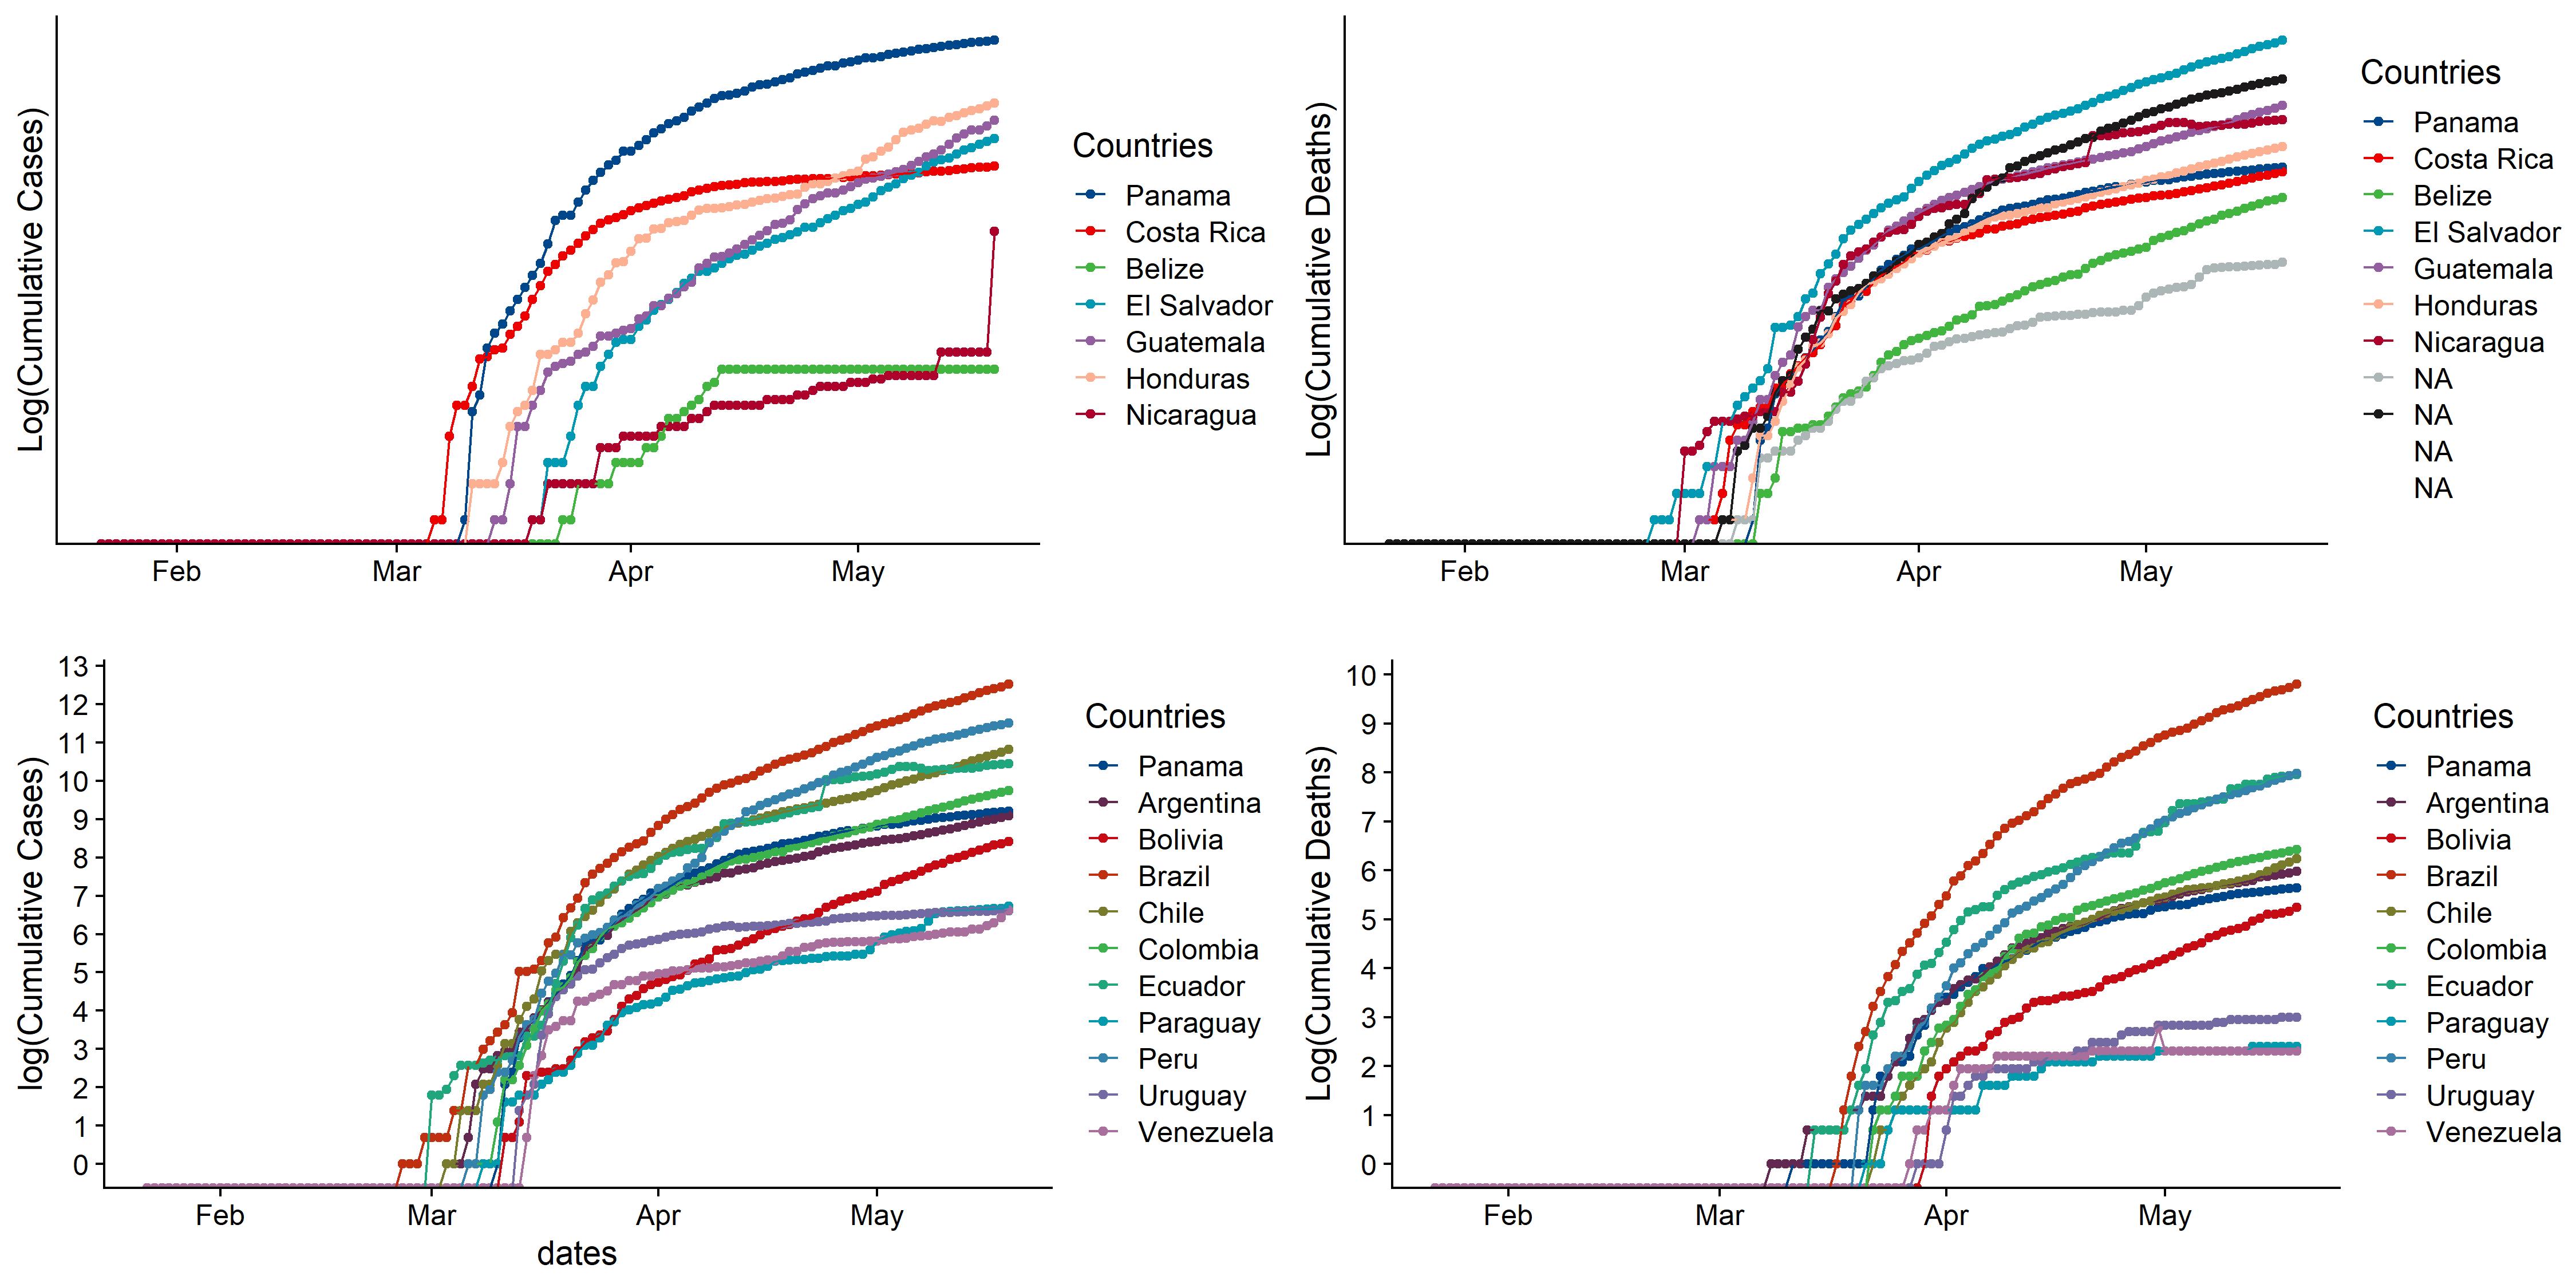 Log(Cumulative Cases)
Feb Mar Apr May
Countries
Panama
Costa Rica
Belize
El Salvador
Guatemala
Honduras
Nicaragua
Log(Cumulative Deaths)
Feb Mar Apr May
Countries
Panama
Costa Rica
Belize
El Salvador
Guatemala
Honduras
Nicaragua
NA
NA
NA
NA
log(Cumulative Cases)
13
12
11
10
9
8
7
6
5
4
3
2
1
0
Feb Mar Apr May
dates
Countries
Panama
Argentina
Bolivia
Brazil
Chile
Colombia
Ecuador
Paraguay
Peru
Uruguay
Venezuela
Log(Cumulative Deaths)
10
9
8
7
6
5
4
3
2
1
0
Feb Mar Apr May
Countries
Panama
Argentina
Bolivia
Brazil
Chile
Colombia
Ecuador
Paraguay
Peru
Uruguay
Venezuela